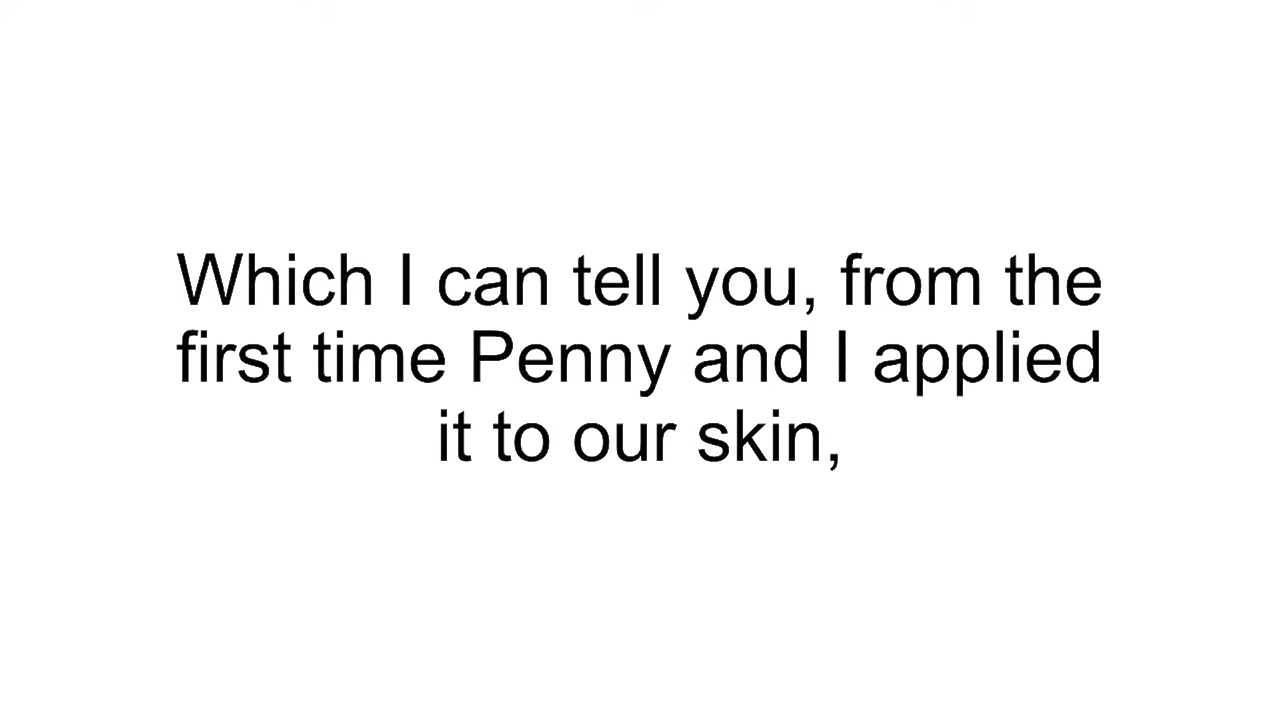 Which I can tell you, from the
first time Penny and I applied
it to our skin,